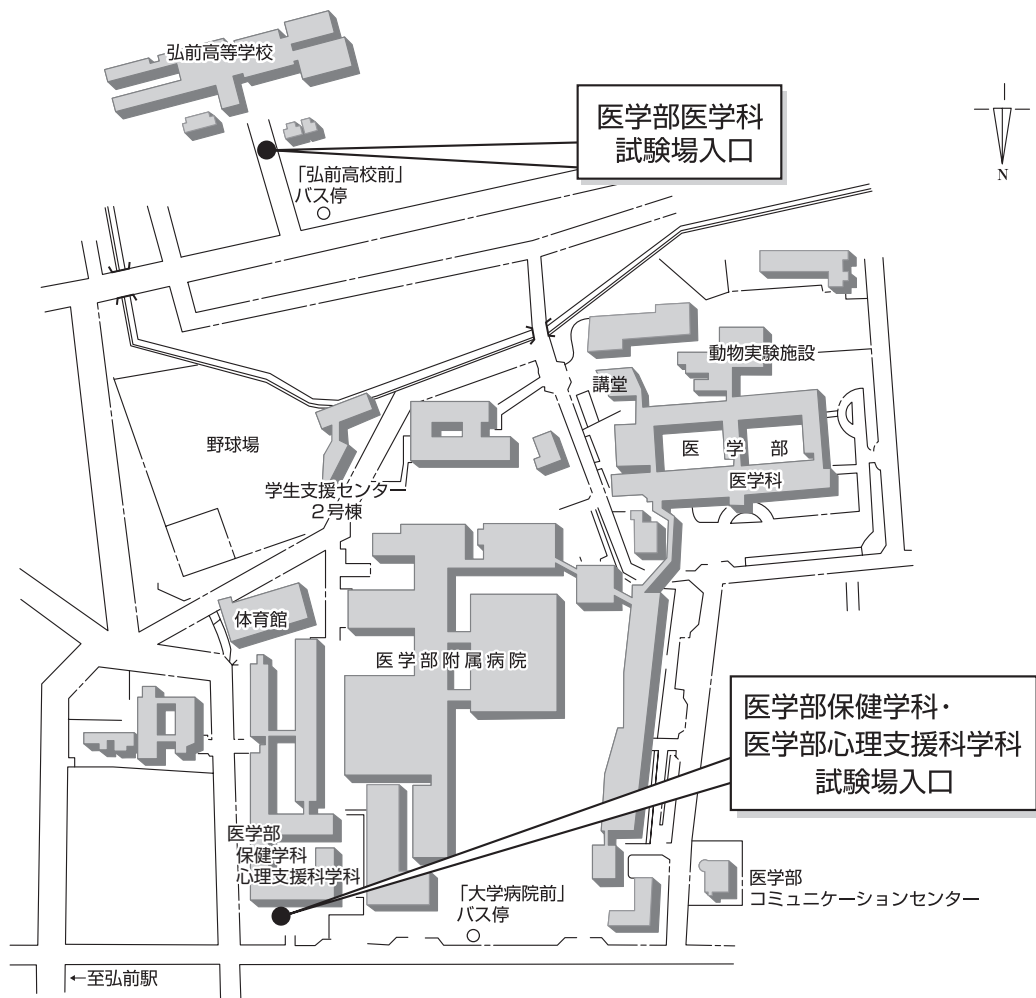 弘前高等学校
医学部医学科
試験場入口
「弘前高校前」
バス停
N
動物実験施設
講堂
野球場
医学部
医学科
学生支援センター
2号棟
体育館
医学部附属病院
医学部保健学科・
医学部心理支援科学科
試験場入口
医学部
保健学科
心理支援科学科
「大学病院前」
バス停
医学部
コミュニケーションセンター
←至弘前駅